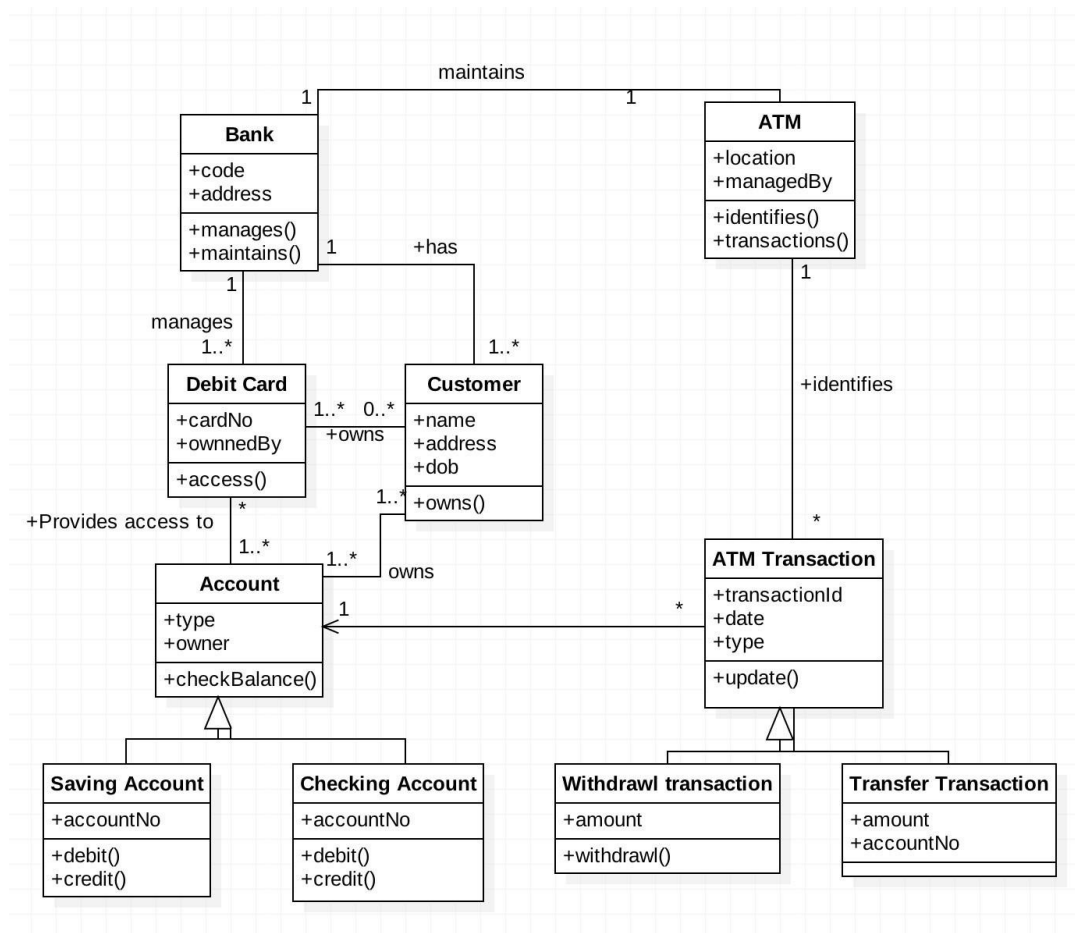 maintains
1
1
Bank
+code
+address
+manages()
+maintains()
ATM
+location
+managedBy
+identifies()
+transactions()
1
+has
1
1
manages
1..*
1..*
+identifies
Debit Card
+cardNo
+ownnedBy
+access()
1..*
0..*
+owns
Customer
+name
+address
+dob
+owns()
*
+Provides access to
1..*
1..*
1..*
owns
*
Account
+type
+owner
+checkBalance()
1
*
ATM Transaction
+transactionId
+date
+type
+update()
Saving Account
+accountNo
+debit()
+credit()
Checking Account
+accountNo
+debit()
+credit()
Withdrawl transaction
+amount
+withdrawl()
Transfer Transaction
+amount
+accountNo